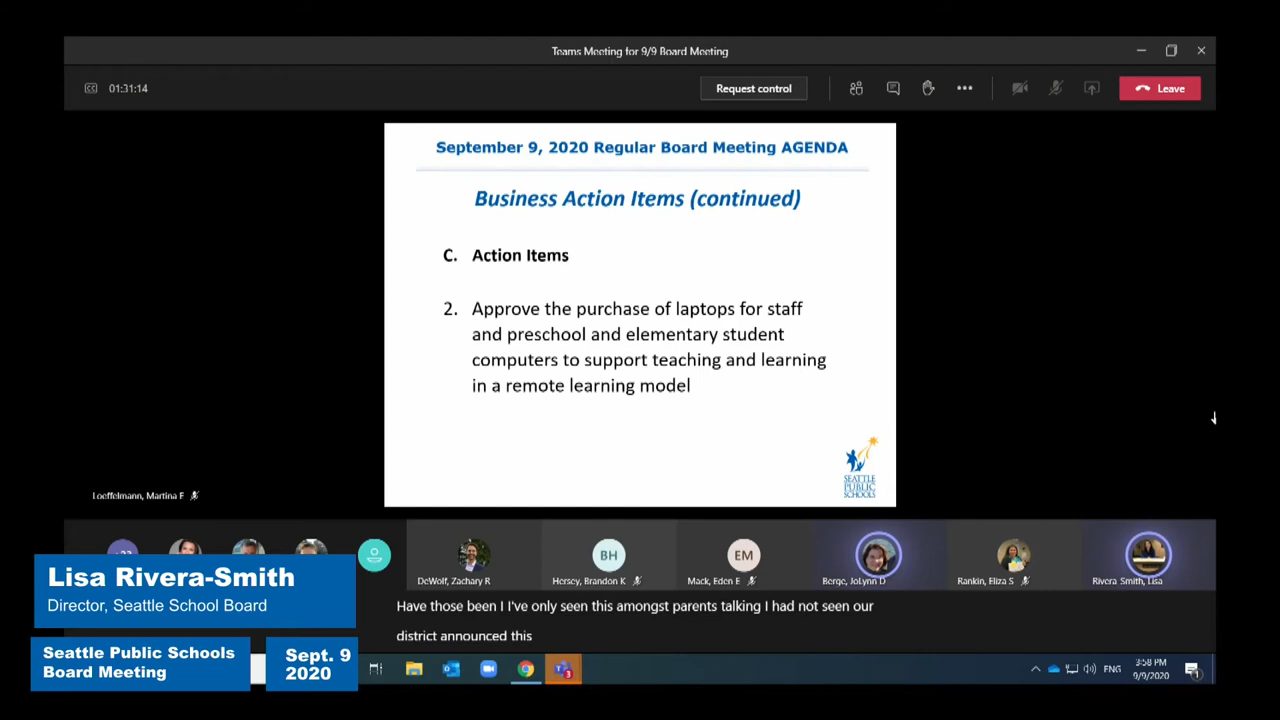 Teams Meeting for 9/9 Board Meeting
01:31:14
Request control
Leave
September 9, 2020 Regular Board Meeting AGENDA
Business Action Items (continued)
C. Action Items
2. Approve the purchase of laptops for staff
and preschool and elementary student
computers to support teaching and learning
in a remote learning model
SEATTLE
PUBLIC
SCHOOLS
Loeffelmann, Martina F
BH
EM
DeWolf, Zachary R
Hersey, Brandon K
Mack, Eden E
Berge, JoLynn D
Rankin, Eliza S
Rivera Smith, Lisa
Have those been I I've only seen this amongst parents talking I had not seen our
district announced this
Lisa Rivera-Smith
Director, Seattle School Board
Seattle Public Schools
Board Meeting
Sept. 9
2020
ENG
3:58 PM
9/9/2020